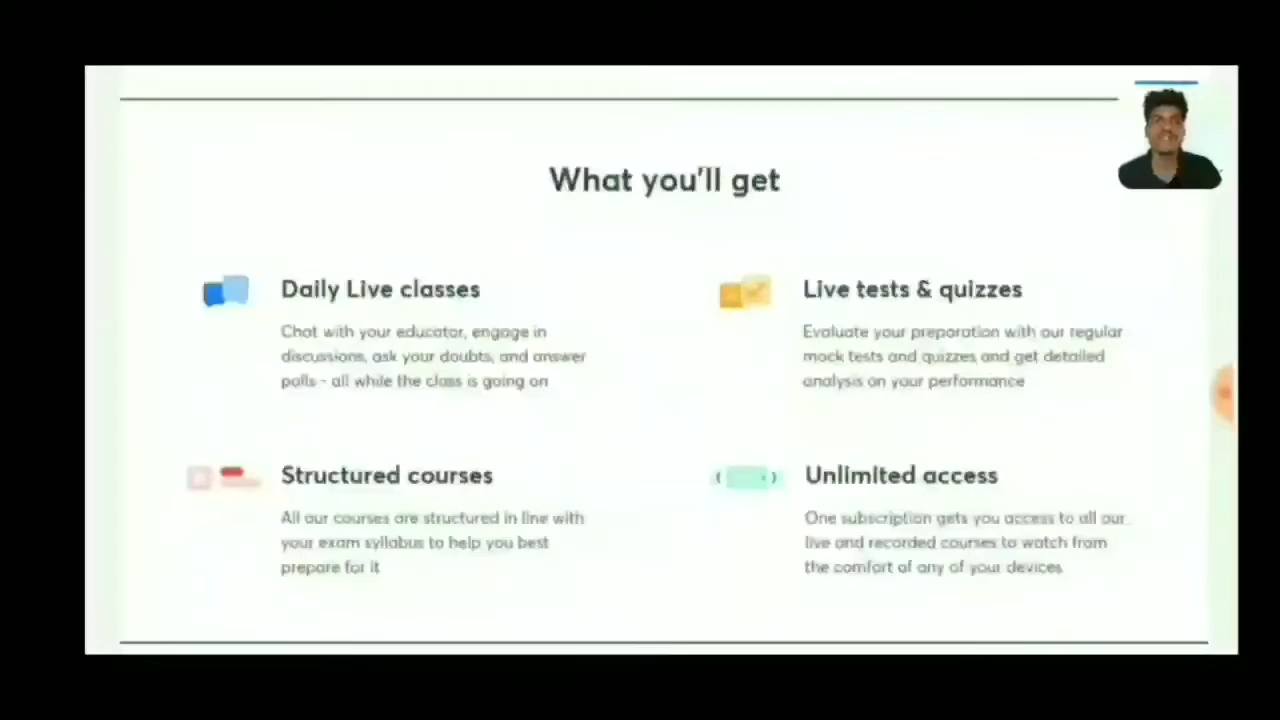 What you'll get
Daily Live classes
Chat with your educator, engage in
discussions, ask your doubts, and answer
polls - all while the class is going on
Live tests & quizzes
Evaluate your preparation with our regular
mock tests and quizzes and get detailed
analysis on your performance
Structured courses
All our courses are structured in line with
your exam syllabus to help you best
prepare for it
Unlimited access
One subscription gets you access to all our
live and recorded courses to watch from
the comfort of any of your devices